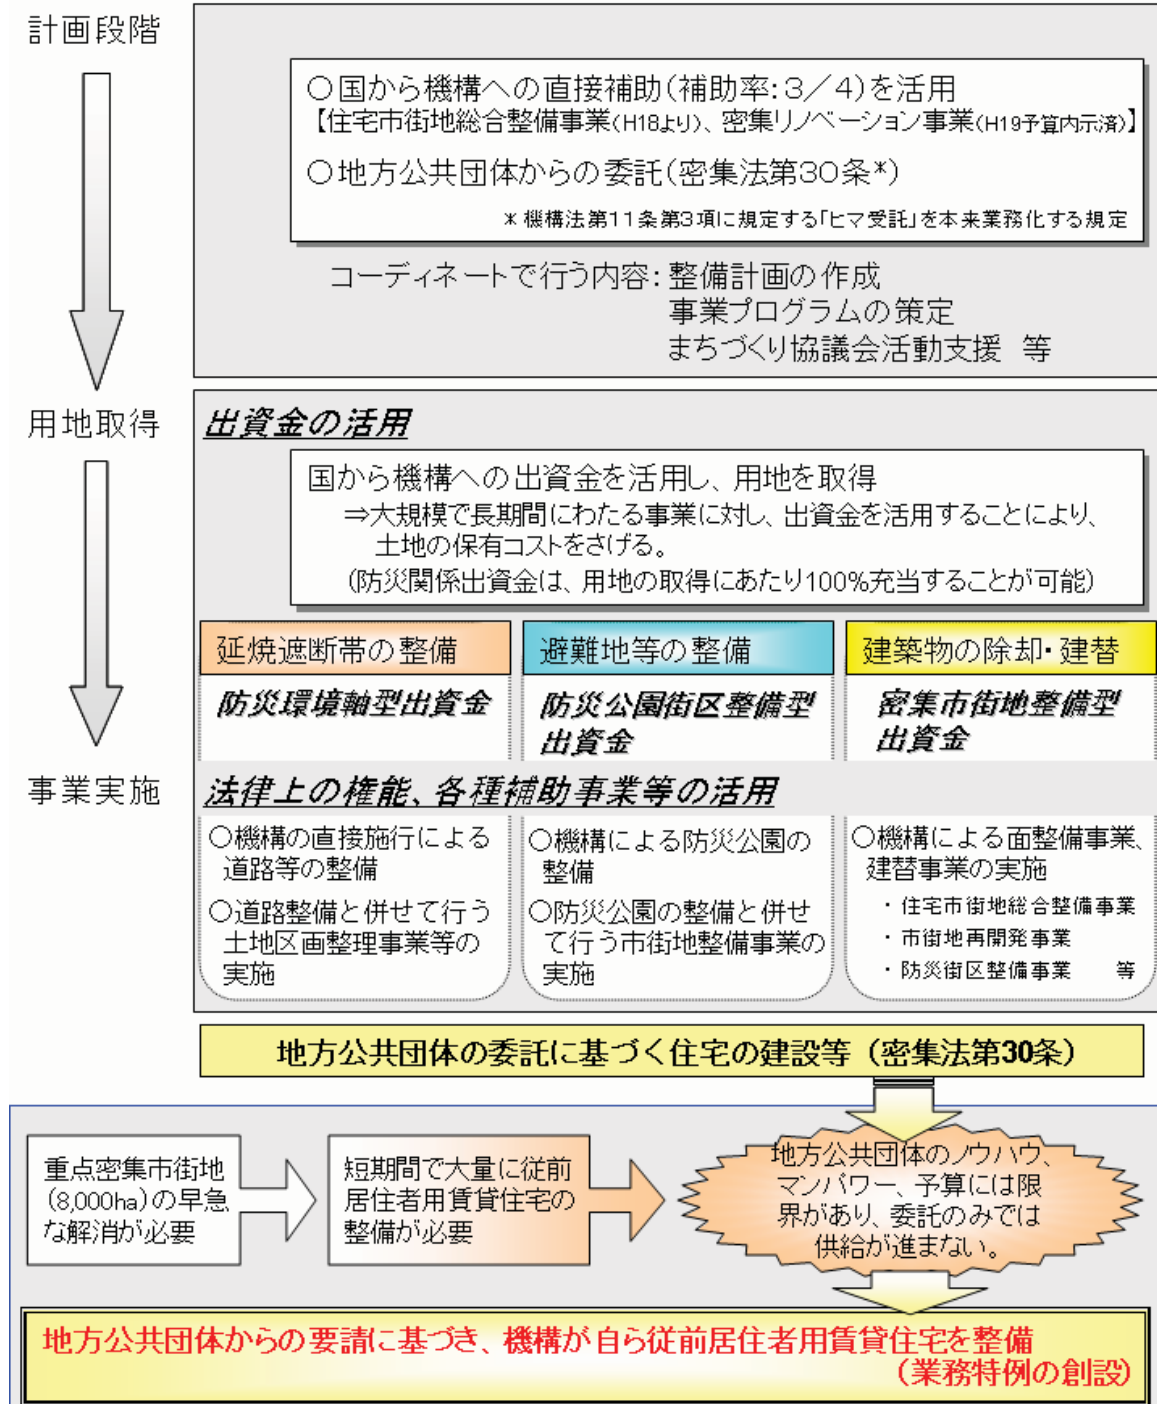 計画段階
○国から機構への直接補助(補助率:3/4)を活用
【住宅市街地総合整備事業(H18より)、密集リノベーション事業(H19予算内示済)】
○地方公共団体からの委託(密集法第30条*)
*機構法第11条第3項に規定する「ヒマ受託」を本来業務化する規定
コーディネートで行う内容:整備計画の作成
事業プログラムの策定
まちづくり協議会活動支援 等
用地取得
出資金の活用
国から機構への出資金を活用し、用地を取得
⇒大規模で長期間にわたる事業に対し、出資金を活用することにより、
土地の保有コストをさげる。
(防災関係出資金は、用地の取得にあたり100%充当することが可能)
延焼遮断帯の整備
防災環境軸型出資金
避難地等の整備
防災公園街区整備型
出資金
建築物の除却・建替
密集市街地整備型
出資金
事業実施
法律上の権能、各種補助事業等の活用
○機構の直接施行による
道路等の整備
○道路整備と併せて行う
土地区画整理事業等の
実施
○機構による防災公園の
整備
○防災公園の整備と併せ
て行う市街地整備事業の
実施
○機構による面整備事業、
建替事業の実施
・住宅市街地総合整備事業
・市街地再開発事業
・防災街区整備事業 等
地方公共団体の委託に基づく住宅の建設等(密集法第30条)
重点密集市街地
(8,000ha)の早急
な解消が必要
短期間で大量に従前
居住者用賃貸住宅の
整備が必要
地方公共団体のノウハウ、
マンパワー、予算には限
界があり、委託のみでは
供給が進まない。
地方公共団体からの要請に基づき、機構が自ら従前居住者用賃貸住宅を整備
(業務特例の創設)